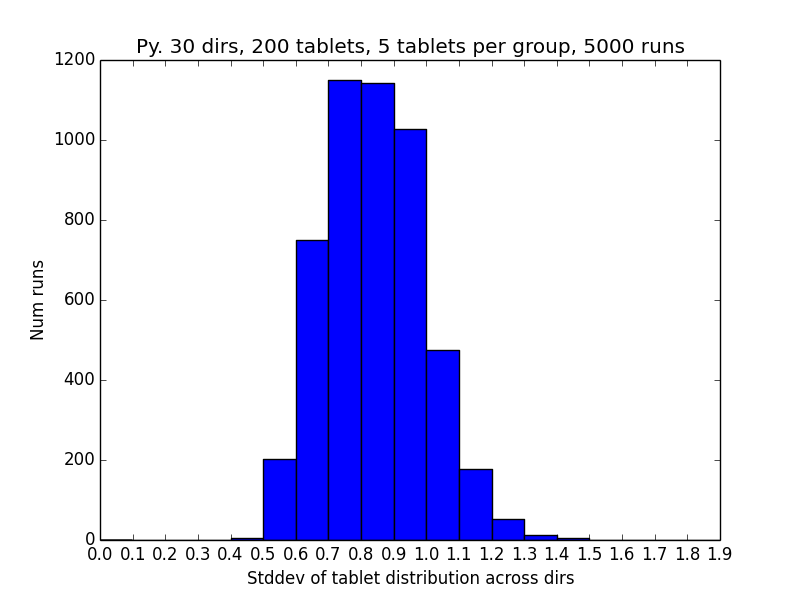 Py. 30 dirs, 200 tablets, 5 tablets per group, 5000 runs
1200
1000
800
600
400
200
0
Num runs
0.0 0.1 0.2 0.3 0.4 0.5 0.6 0.7 0.8 0.9 1.0 1.1 1.2 1.3 1.4 1.5 1.6 1.7 1.8 1.9
Stddev of tablet distribution across dirs